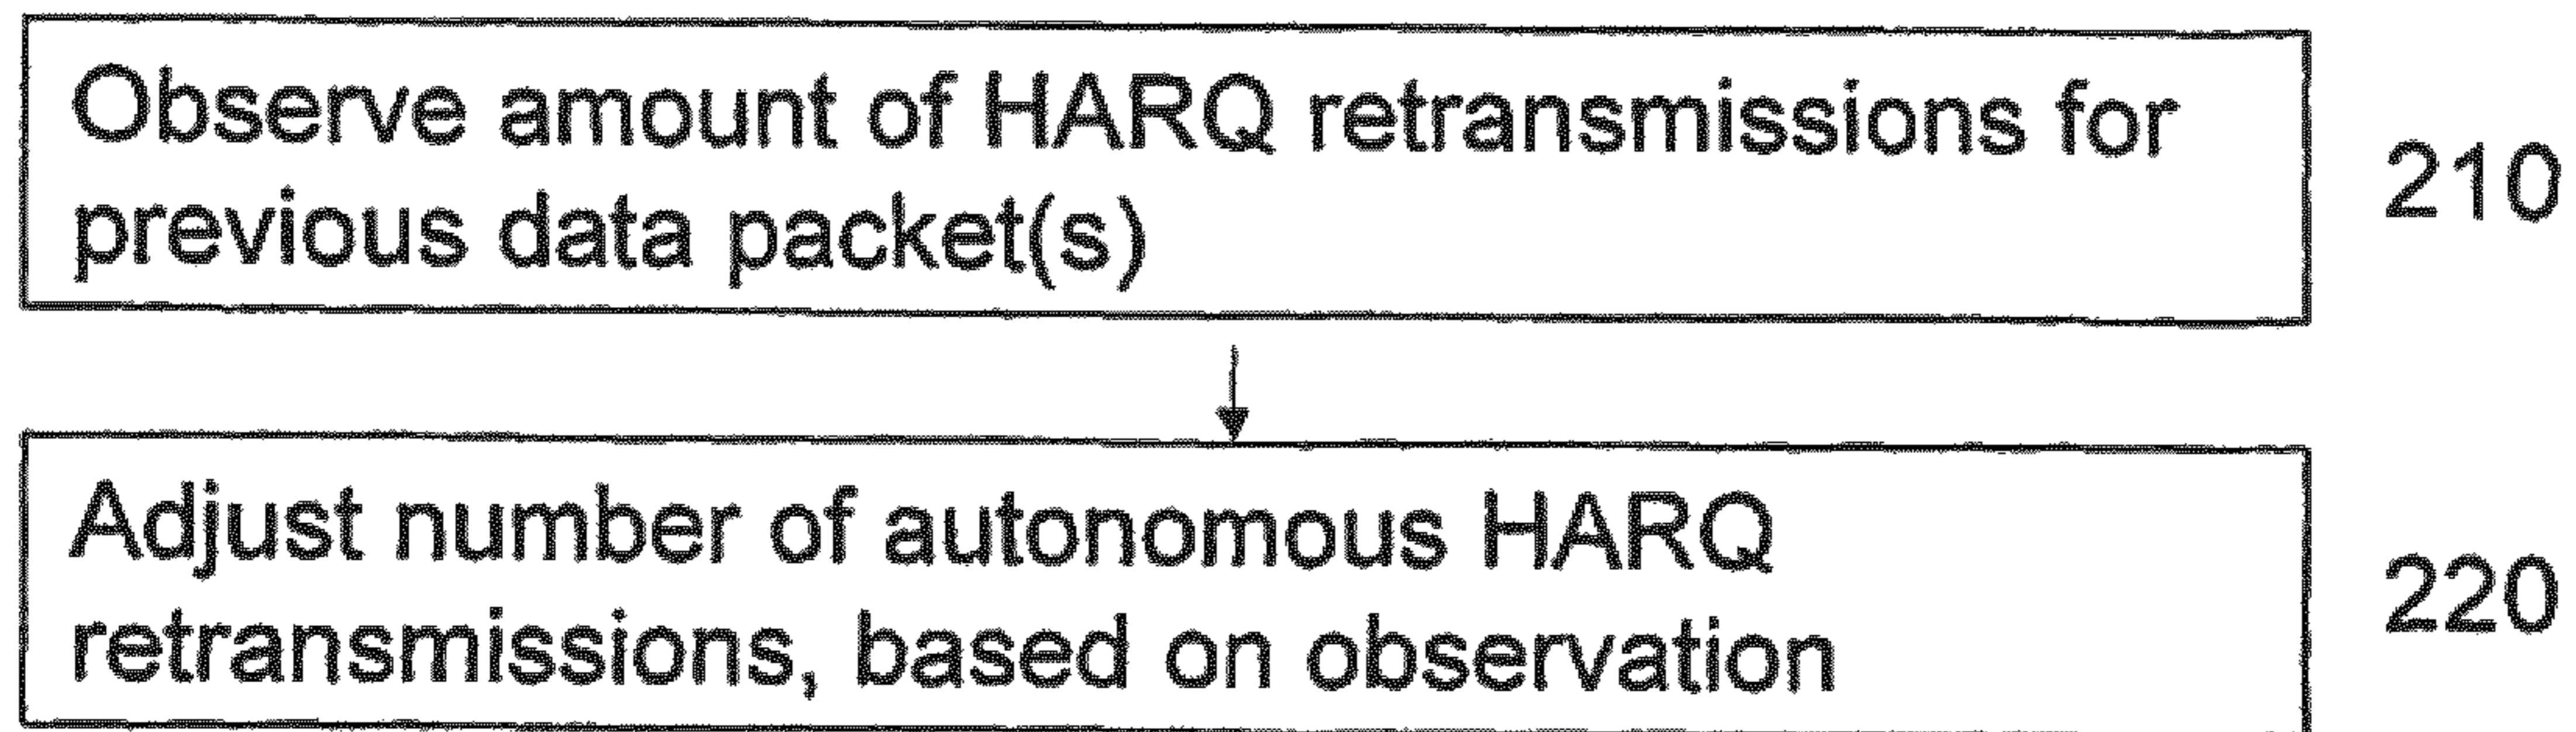 Observe amount of HARQ retransmissions for
previous data packet(s)
210
Adjust number of autonomous HARQ
retransmissions, based on observation
220